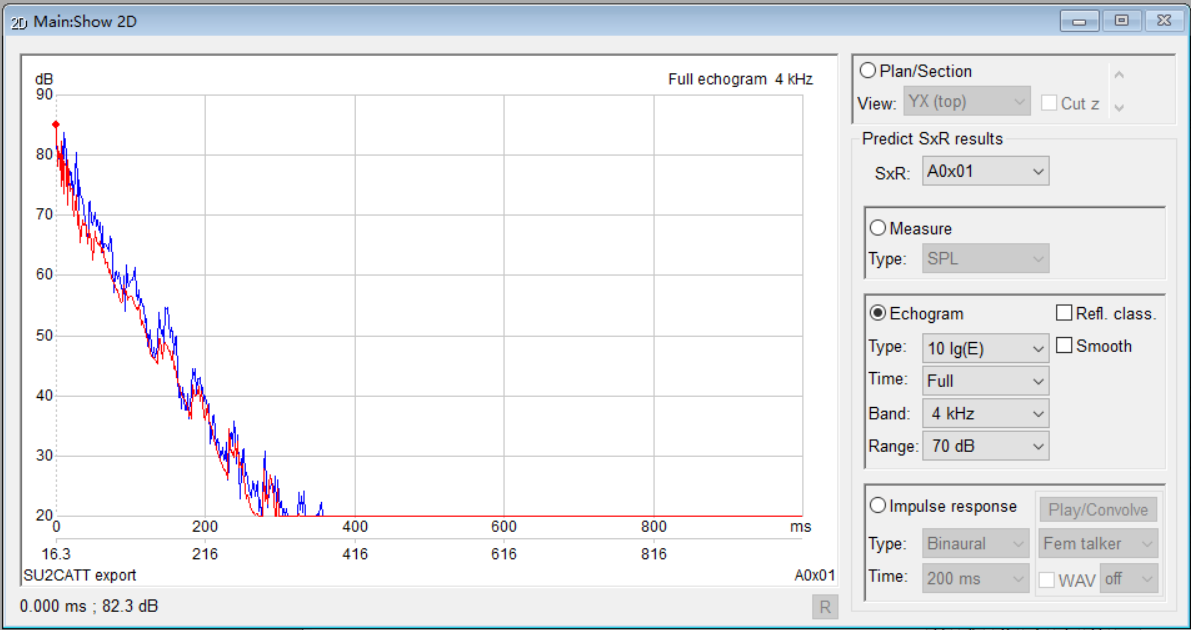 2D Main:Show 2D
dB
Full echogram 4 kHz
90
80
70
60
50
40
30
20
0 200 400 600 800 ms
16.3 216 416 616 816
SU2CATT export A0x01
0.000 ms ; 82.3 dB R
Plan/Section
View: YX (top) Cut z
Predict SxR results
SxR: A0x01
Measure
Type: SPL
Echogram Refl. class.
Type: 10 lg(E) Smooth
Time: Full
Band: 4 kHz
Range: 70 dB
Impulse response Play/Convolve
Type: Binaural Fem talker
Time: 200 ms WAV off